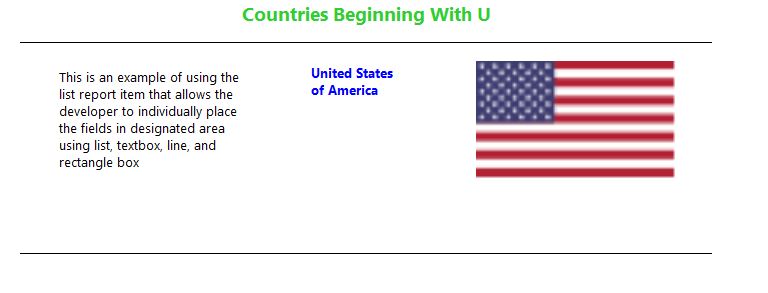 Countries Beginning With U
This is an example of using the
list report item that allows the
developer to individually place
the fields in designated area
using list, textbox, line, and
rectangle box
United States
of America